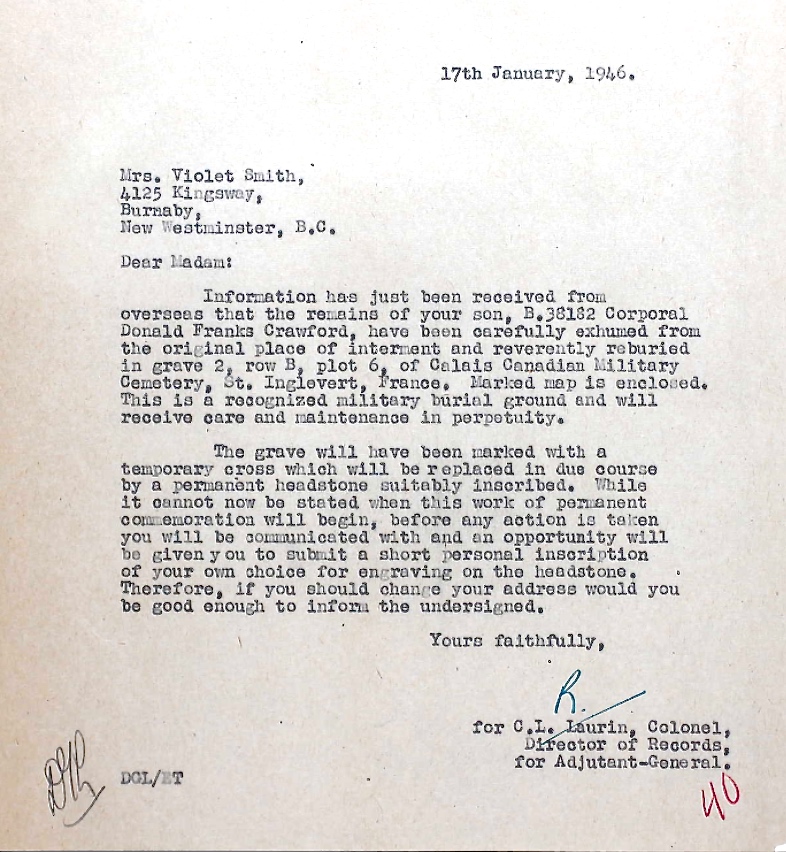 17th January, 1946.
Mrs. Violet Smith,
4125 Kingsway,
Burnaby,
New Westminster, B.C.
Dear Madam:
Information has just been received from
overseas that the remains of your son, B.38182 Corporal
Donald Franks Crawford, have been carefully exhumed from
the original place of interment and reverently reburied
in grave 2, row B, plot 6, of Calais Canadian Military
Cemetery, St. Inglevert, France. Marked map is enclosed.
This is a recognized military burial ground and will
receive care and maintenance in perpetuity.
The grave will have been marked with a
temporary cross which will be replaced in due course
by a permanent headstone suitably inscribed. While
it cannot now be stated when this work of permanent
commemoration will begin, before any action is taken
you will be communicated with and an opportunity will
be given you to submit a short personal inscription
of your own choice for engraving on the headstone.
Therefore, if you should change your address would you
be good enough to inform the undersigned.
Yours faithfully,
R.
for C.L. Laurin, Colonel,
Director of Records,
for Adjutant-General.
DGL/ET
40